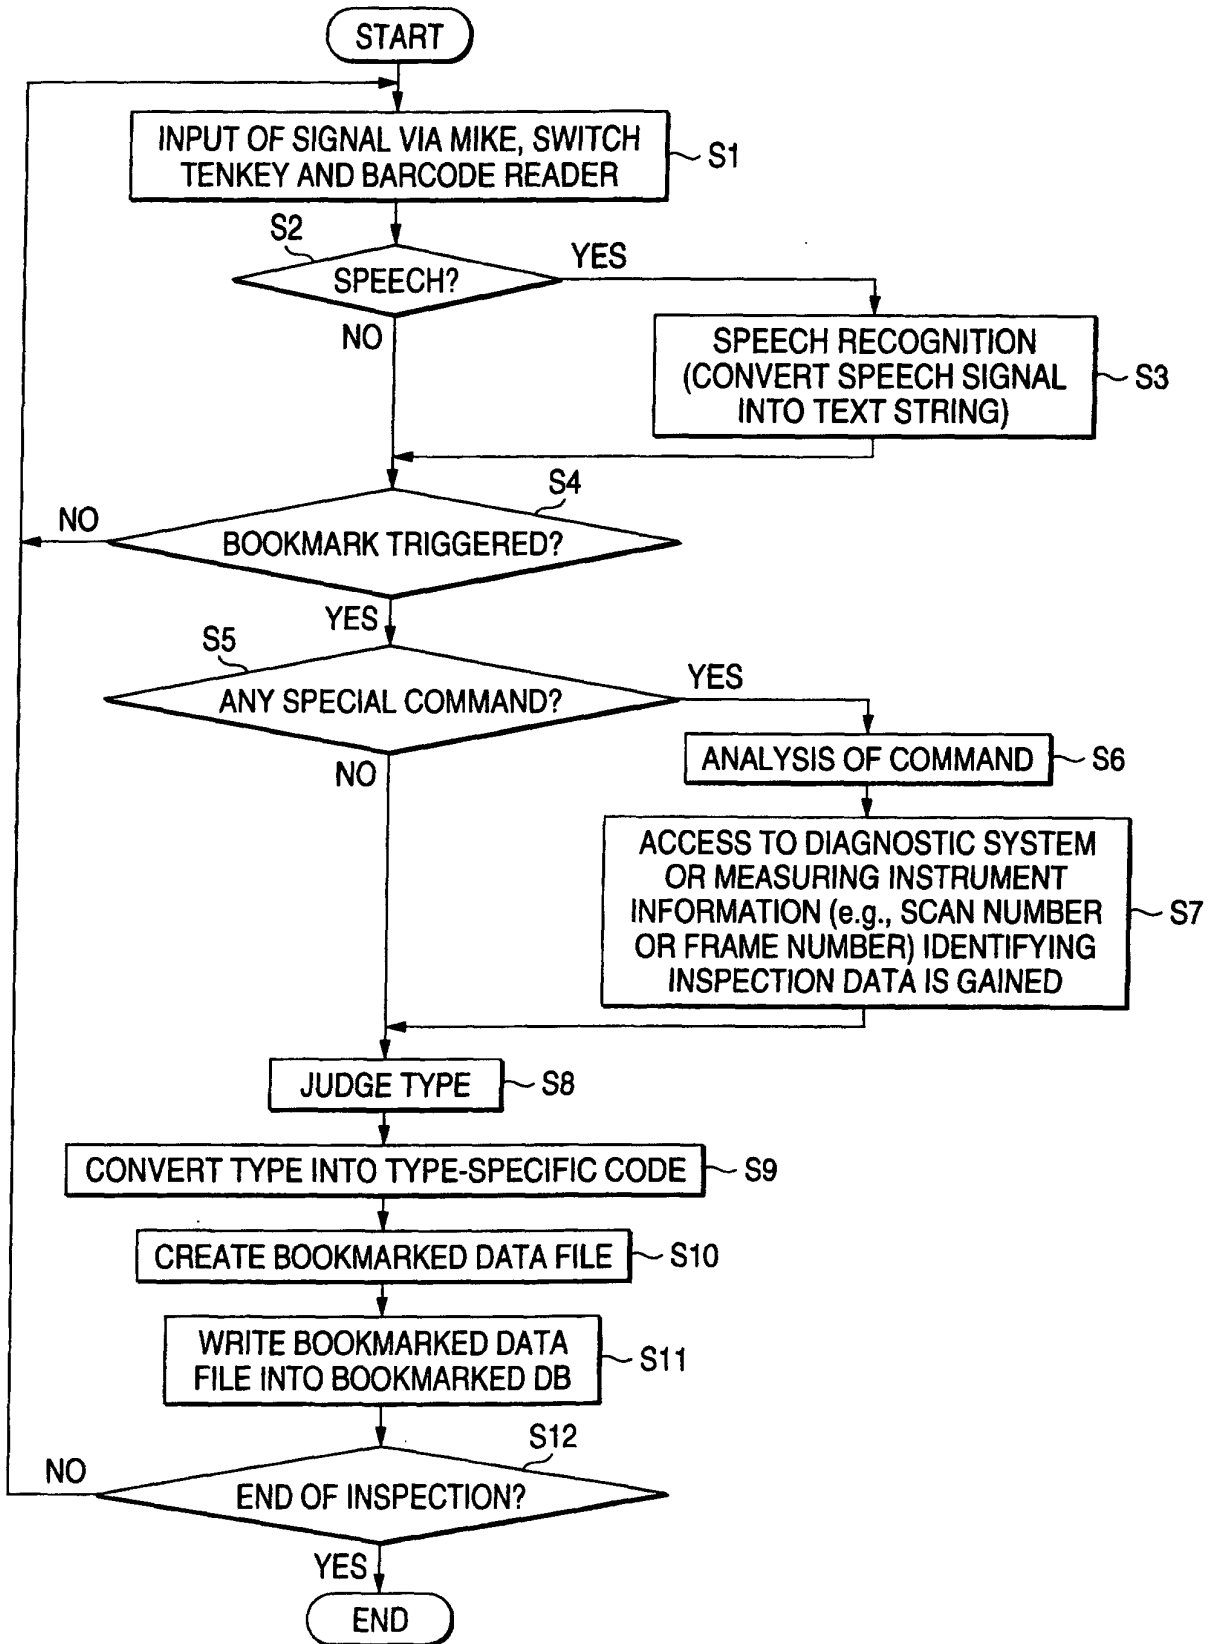 START
INPUT OF SIGNAL VIA MIKE, SWITCH
TENKEY AND BARCODE READER
S1
S2
SPEECH?
YES
NO
SPEECH RECOGNITION
(CONVERT SPEECH SIGNAL
INTO TEXT STRING)
S3
S4
NO
BOOKMARK TRIGGERED?
YES
S5
ANY SPECIAL COMMAND?
YES
NO
ANALYSIS OF COMMAND
S6
ACCESS TO DIAGNOSTIC SYSTEM
OR MEASURING INSTRUMENT
INFORMATION (e.g., SCAN NUMBER
OR FRAME NUMBER) IDENTIFYING
INSPECTION DATA IS GAINED
S7
JUDGE TYPE
S8
CONVERT TYPE INTO TYPE-SPECIFIC CODE
S9
CREATE BOOKMARKED DATA FILE
S10
WRITE BOOKMARKED DATA
FILE INTO BOOKMARKED DB
S11
S12
NO
END OF INSPECTION?
YES
END